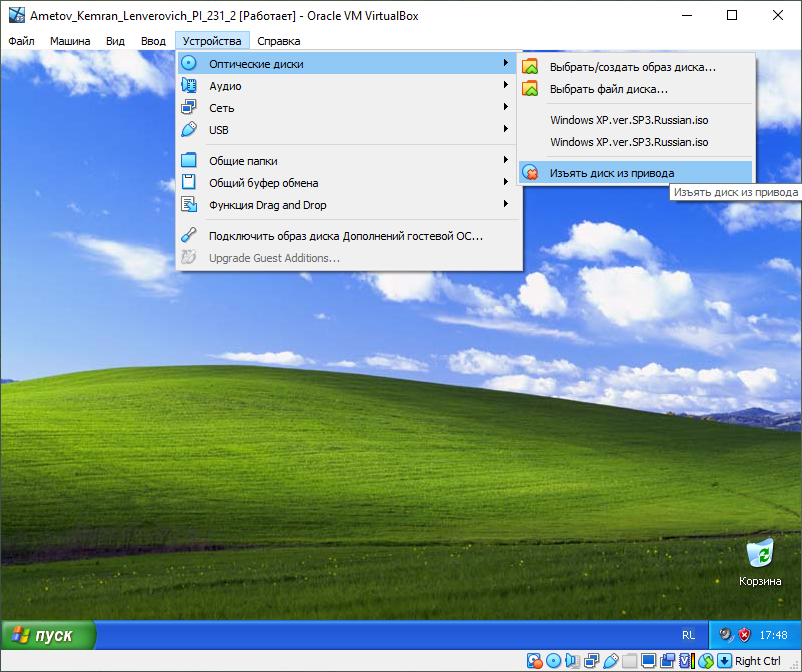 Ametov_Kemran_Lenverovich_PI_231_2 [Работает] - Oracle VM VirtualBox
Файл Машина Вид Ввод Устройства Справка
Оптические диски
Аудио
Сеть
USB
Общие папки
Общий буфер обмена
Функция Drag and Drop
Подключить образ диска Дополнений гостевой ОС...
Upgrade Guest Additions...
Выбрать/создать образ диска...
Выбрать файл диска...
Windows XP.ver.SP3.Russian.iso
Windows XP.ver.SP3.Russian.iso
Изъять диск из привода
Изъять диск из привода
Корзина
пуск
RL
17:48
Right Ctrl